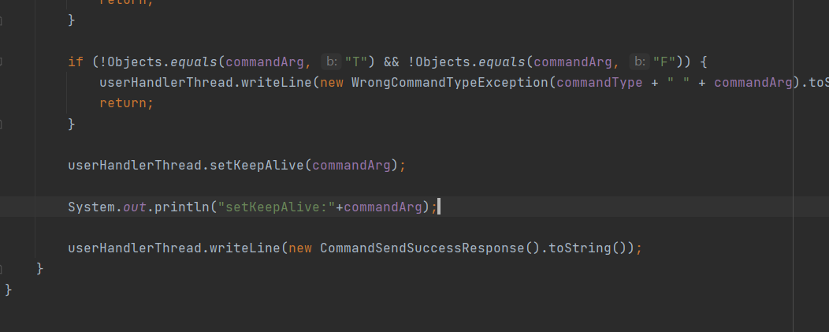 return;
}
if (!Objects.equals(commandArg, b: "T") && !Objects.equals(commandArg, b: "F")) {
userHandlerThread.writeLine(new WrongCommandTypeException(commandType + " " + commandArg).toS
return;
}
userHandlerThread.setKeepAlive(commandArg);
System.out.println("setKeepAlive:"+commandArg);
userHandlerThread.writeLine(new CommandSendSuccessResponse().toString());
}
}